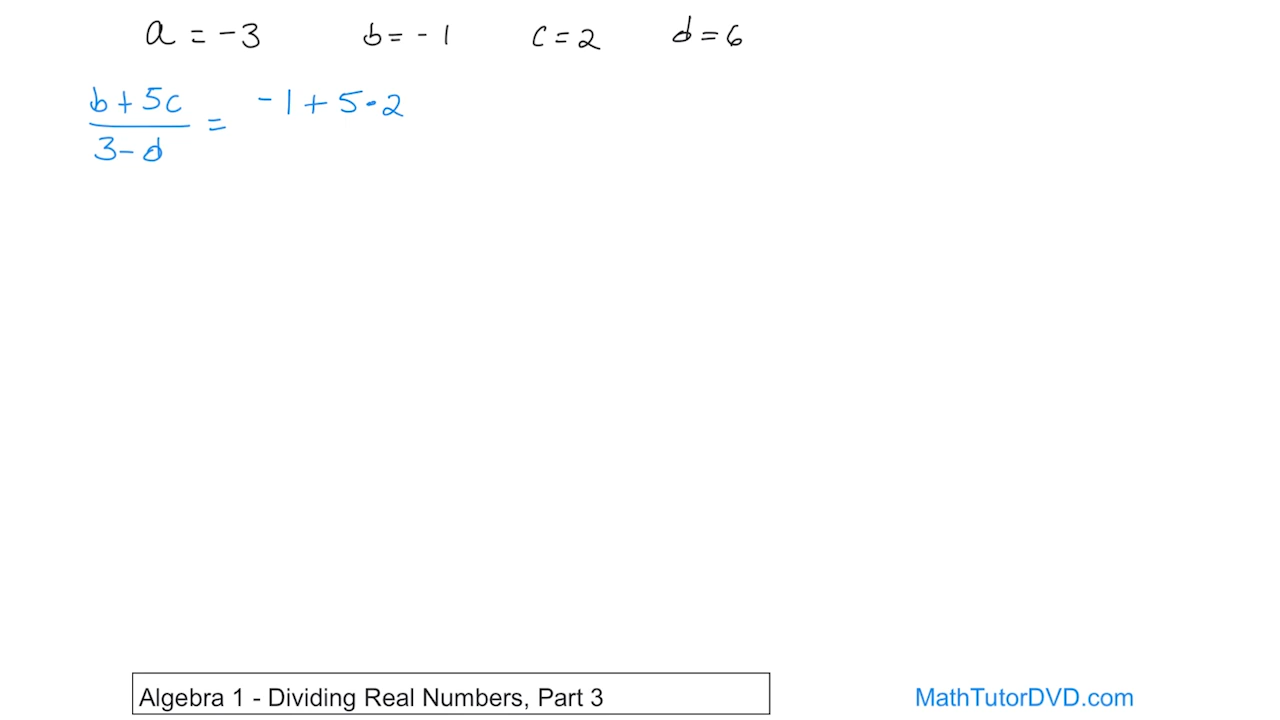 a = -3 b = -1 c = 2 d = 6
b + 5c
-1 + 5 • 2
=
3 - d
Algebra 1 - Dividing Real Numbers, Part 3
MathTutorDVD.com